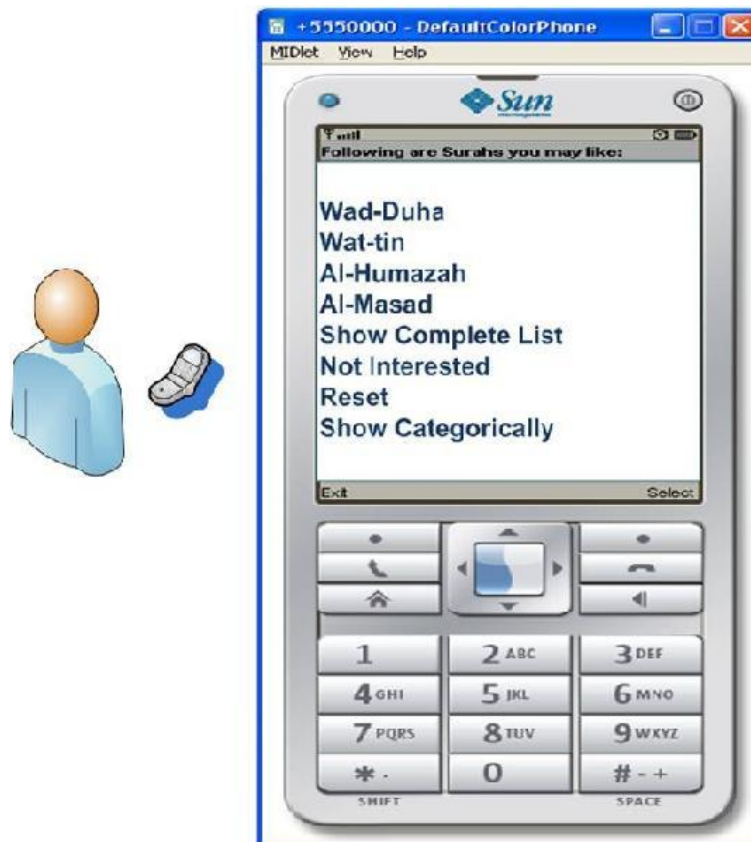 +5550000 - DefaultColorPhone
MIDlet View Help
Sun
microsystems
Following are Surahs you may like:
Wad-Duha
Wat-tin
Al-Humazah
Al-Masad
Show Complete List
Not Interested
Reset
Show Categorically
Exit Select
1 2 ABC 3 DEF
4 GHI 5 JKL 6 MNO
7 PQRS 8 TUV 9 WXYZ
* . 0 # - +
SHIFT SPACE